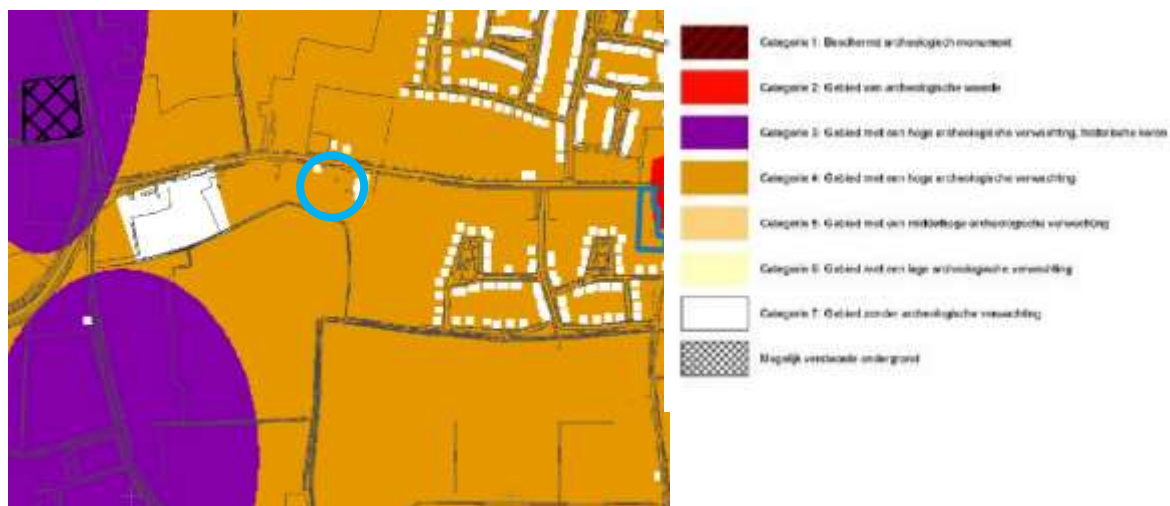 Categorie 1: Beschermd archeologisch monument
Categorie 2: Gebied van archeologische waarde
Categorie 3: Gebied met een hoge archeologische verwachting, historische kernen
Categorie 4: Gebied met een hoge archeologische verwachting
Categorie 5: Gebied met een middelhoge archeologische verwachting
Categorie 6: Gebied met een lage archeologische verwachting
Categorie 7: Gebied zonder archeologische verwachting
Mogelijk verstoorde ondergrond